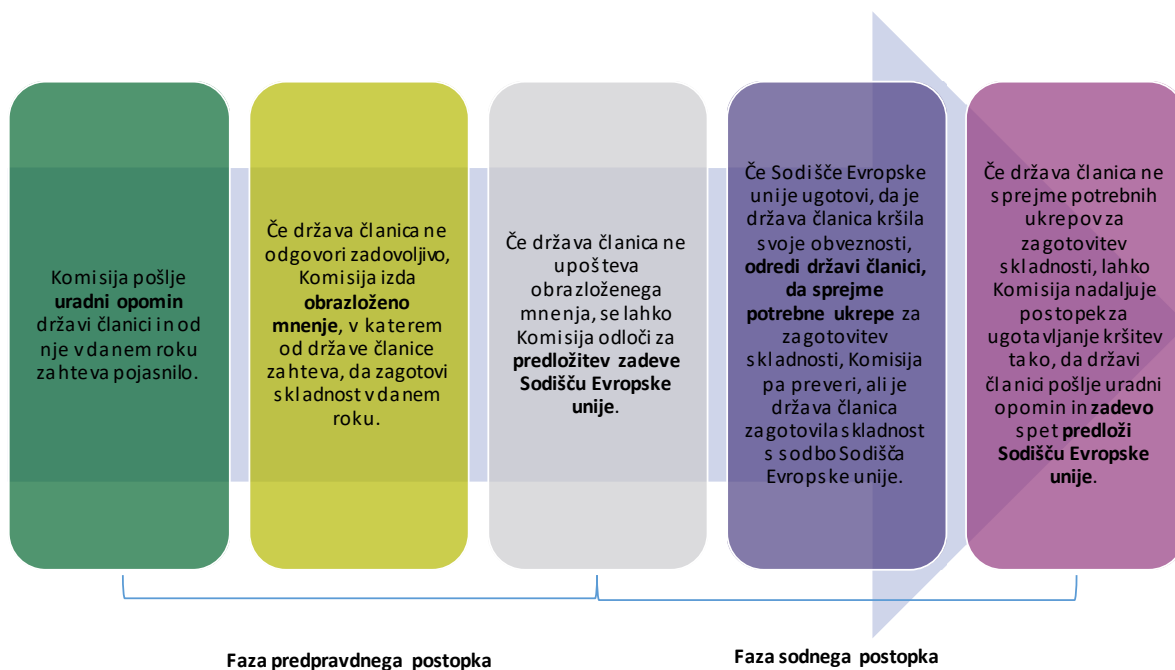 Komisija pošlje
uradni opomin
državi članici in od
nje v danem roku
zahteva pojasnilo.
Če država članica ne
odgovori zadovoljivo,
Komisija izda
obrazloženo
mnenje, v katerem
od države članice
zahteva, da zagotovi
skladnost v danem
roku.
Če država članica ne
upošteva
obrazloženega
mnenja, se lahko
Komisija odloči za
predložitev zadeve
Sodišču Evropske
unije.
Če Sodišče Evropske
unije ugotovi, da je
država članica kršila
svoje obveznosti,
odredi državi članici,
da sprejme
potrebne ukrepe za
zagotovitev
skladnosti, Komisija
pa preveri, ali je
država članica
zagotovila skladnost
s sodbo Sodišča
Evropske unije.
Če država članica ne
sprejme potrebnih
ukrepov za
zagotovitev
skladnosti, lahko
Komisija nadaljuje
postopek za
ugotavljanje kršitev
tako, da državi
članici pošlje uradni
opomin in zadevo
spet predloži
Sodišču Evropske
unije.
Faza predpravdnega postopka
Faza sodnega postopka